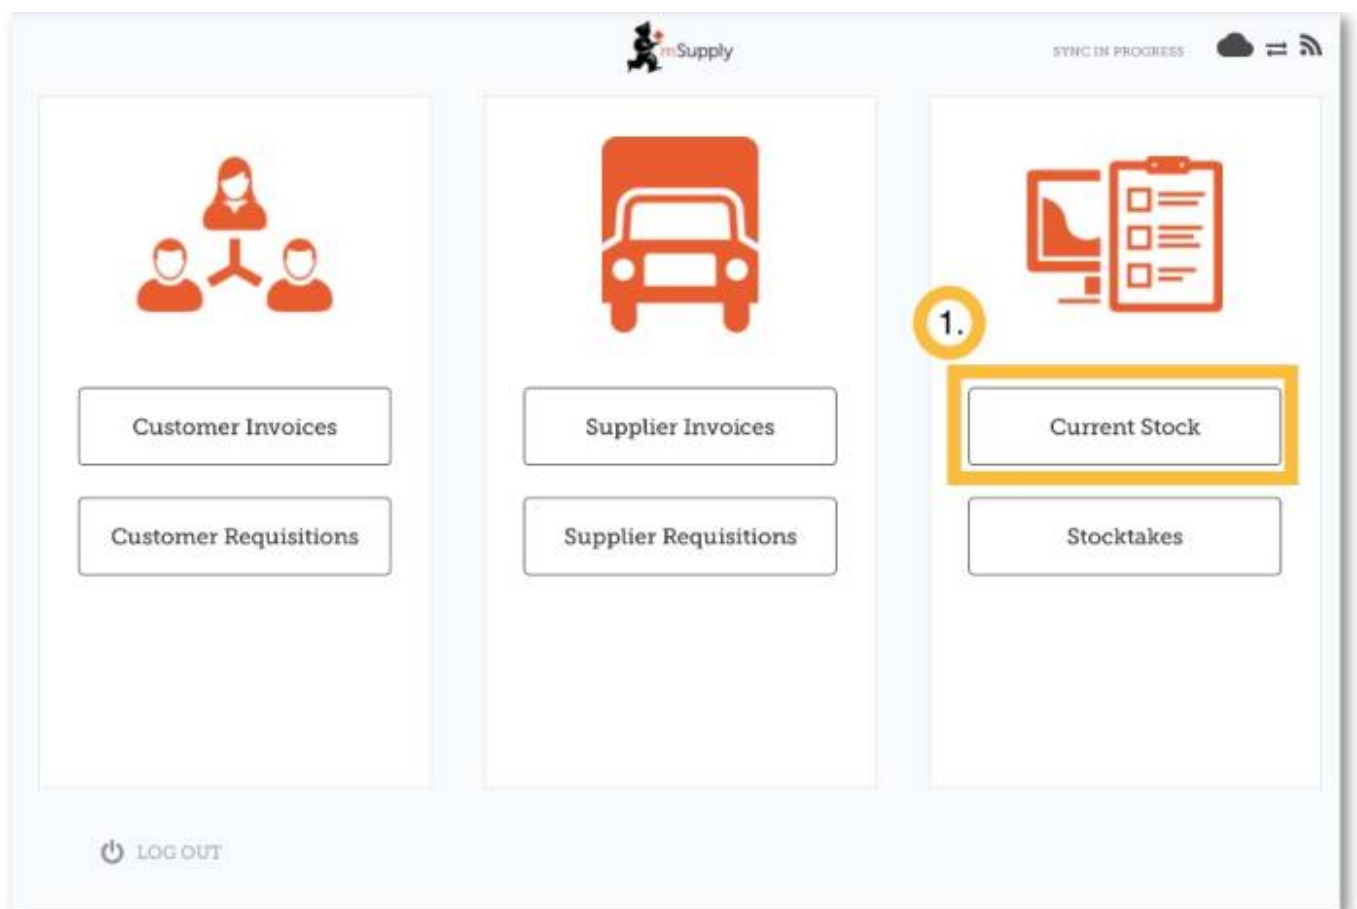 mSupply
SYNC IN PROGRESS
1.
Customer Invoices
Supplier Invoices
Current Stock
Customer Requisitions
Supplier Requisitions
Stocktakes
LOG OUT